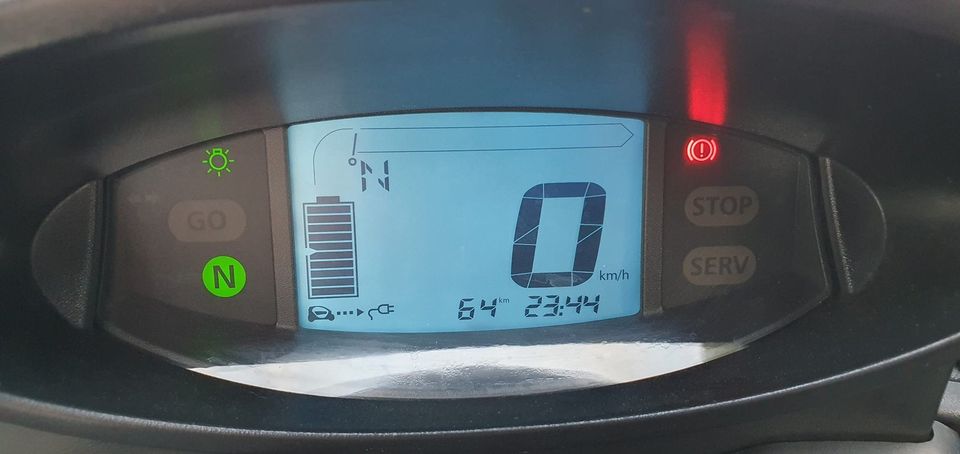 N
GO
STOP
N
0 km/h
SERV
64 km 23:44